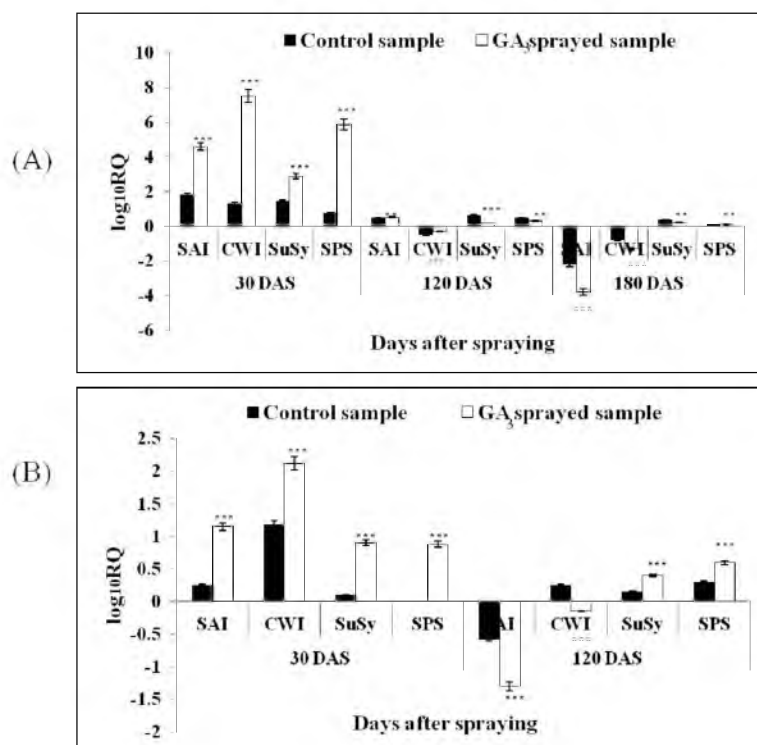 (A)
Control sample GA3 sprayed sample
10
8
6
4
2
0
-2
-4
-6
log10RQ
*** *** *** *** *** ** **
SAI CWI SuSy SPS SAI CWI SuSy SPS SAI CWI SuSy SPS
30 DAS 120 DAS 180 DAS
Days after spraying
(B)
Control sample GA3 sprayed sample
2.5
2
1.5
1
0.5
0
-0.5
-1
-1.5
-2
log10RQ
*** *** *** *** *** *** ***
SAI CWI SuSy SPS SAI CWI SuSy SPS
30 DAS 120 DAS
Days after spraying